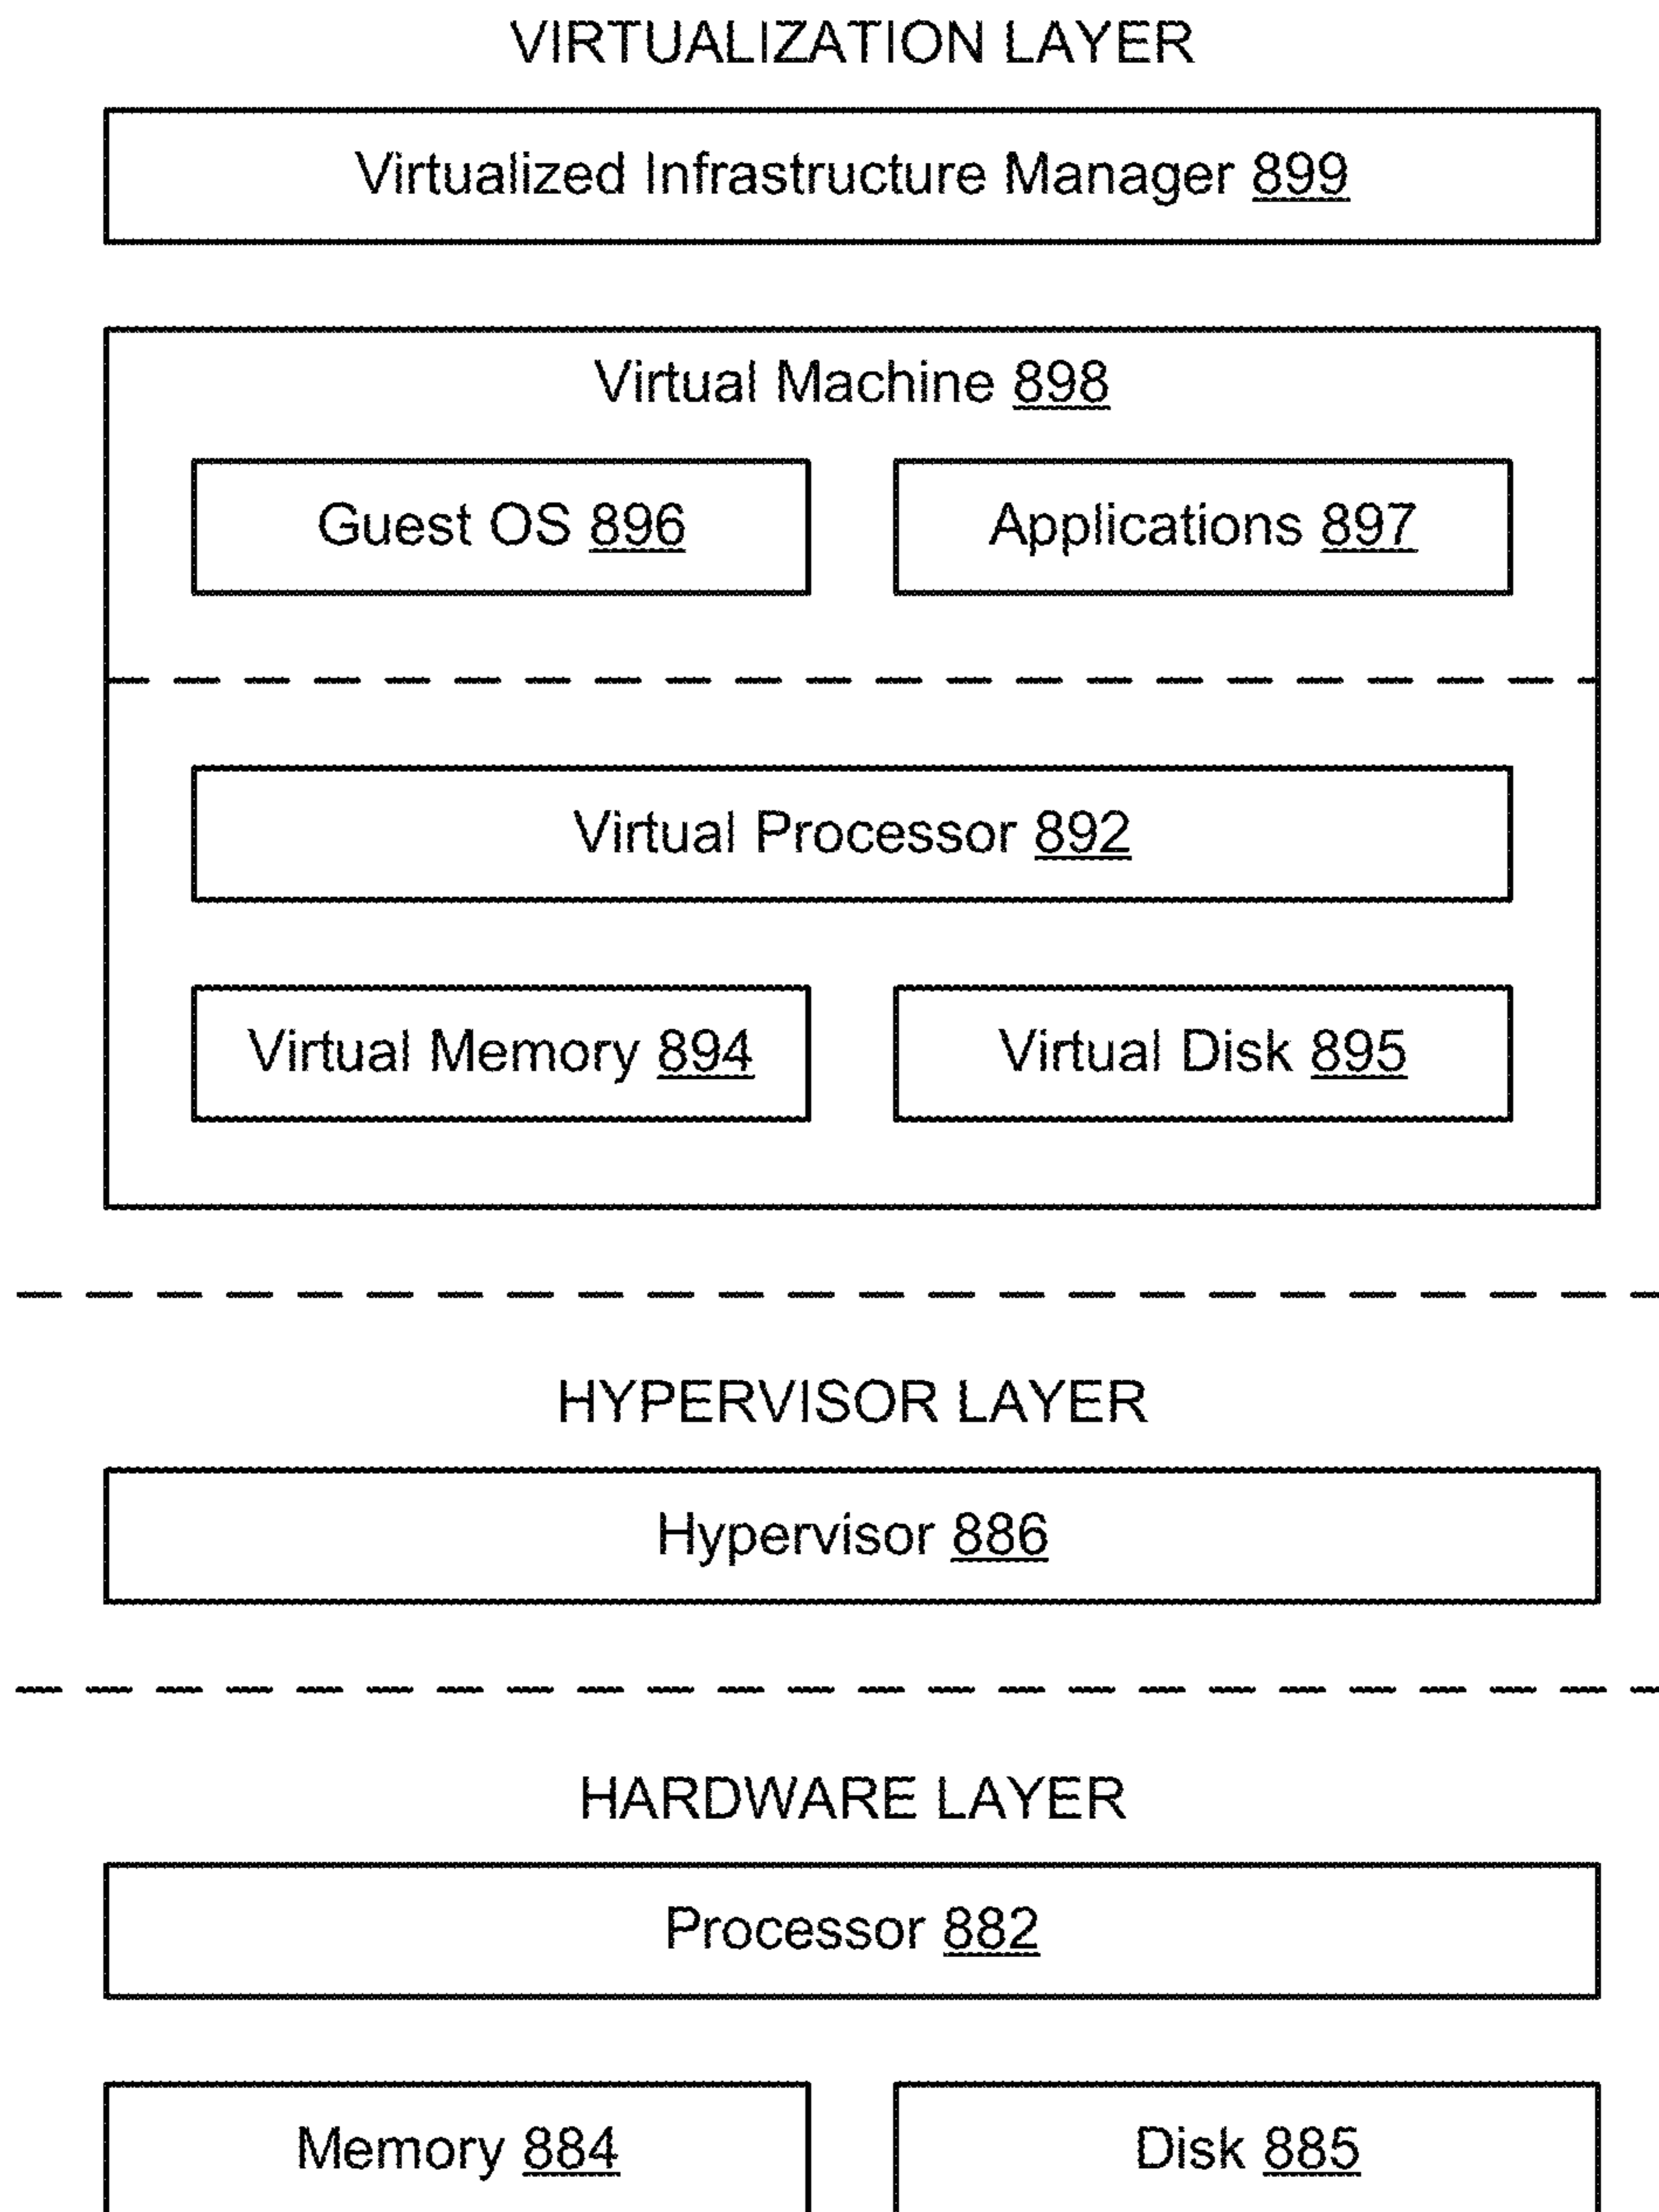 VIRTUALIZATION LAYER
Virtualized Infrastructure Manager 899
Virtual Machine 898
Guest OS 896
Applications 897
Virtual Processor 892
Virtual Memory 894
Virtual Disk 895
HYPERVISOR LAYER
Hypervisor 886
HARDWARE LAYER
Processor 882
Memory 884
Disk 885